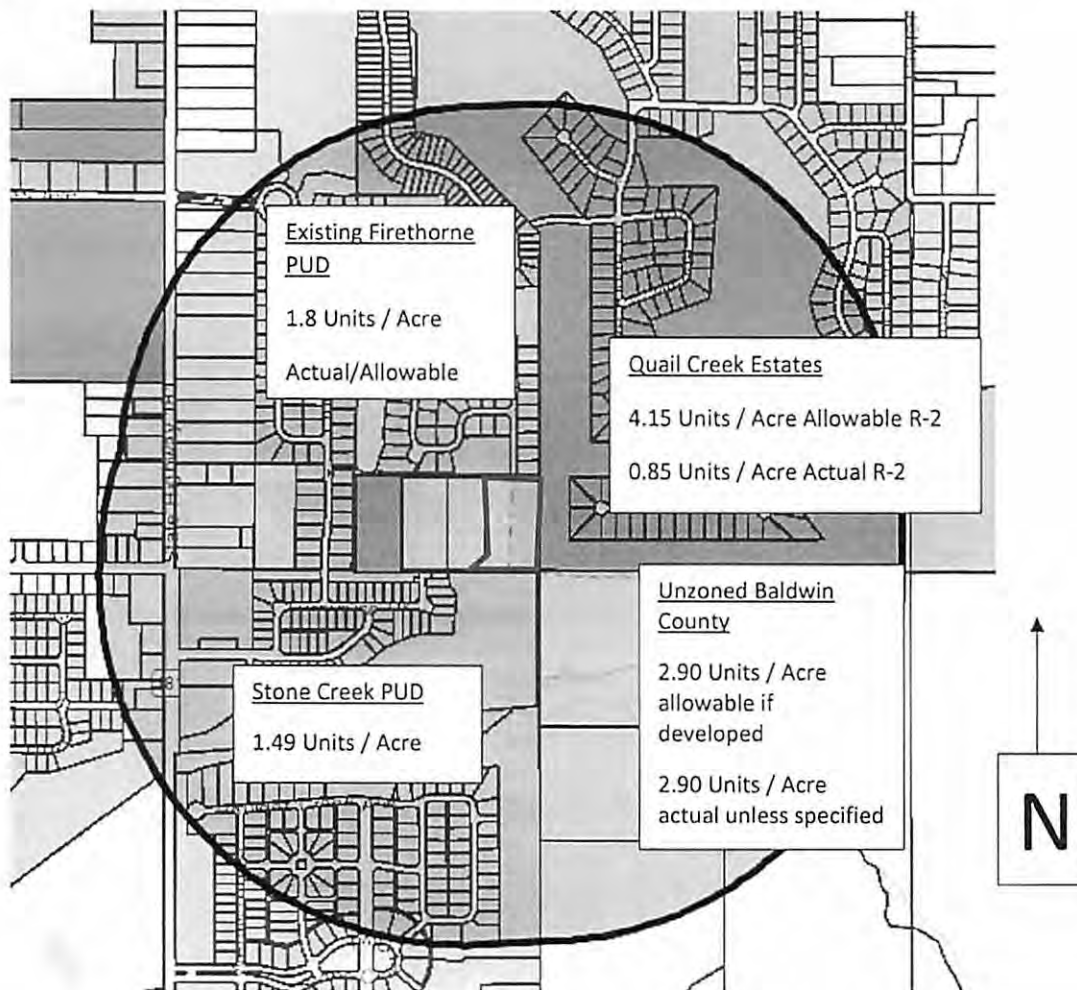 Existing Firethorne
PUD
1.8 Units / Acre
Actual/Allowable
Quail Creek Estates
4.15 Units / Acre Allowable R-2
0.85 Units / Acre Actual R-2
Unzoned Baldwin
County
2.90 Units / Acre
allowable if
developed
2.90 Units / Acre
actual unless specified
Stone Creek PUD
1.49 Units / Acre
N